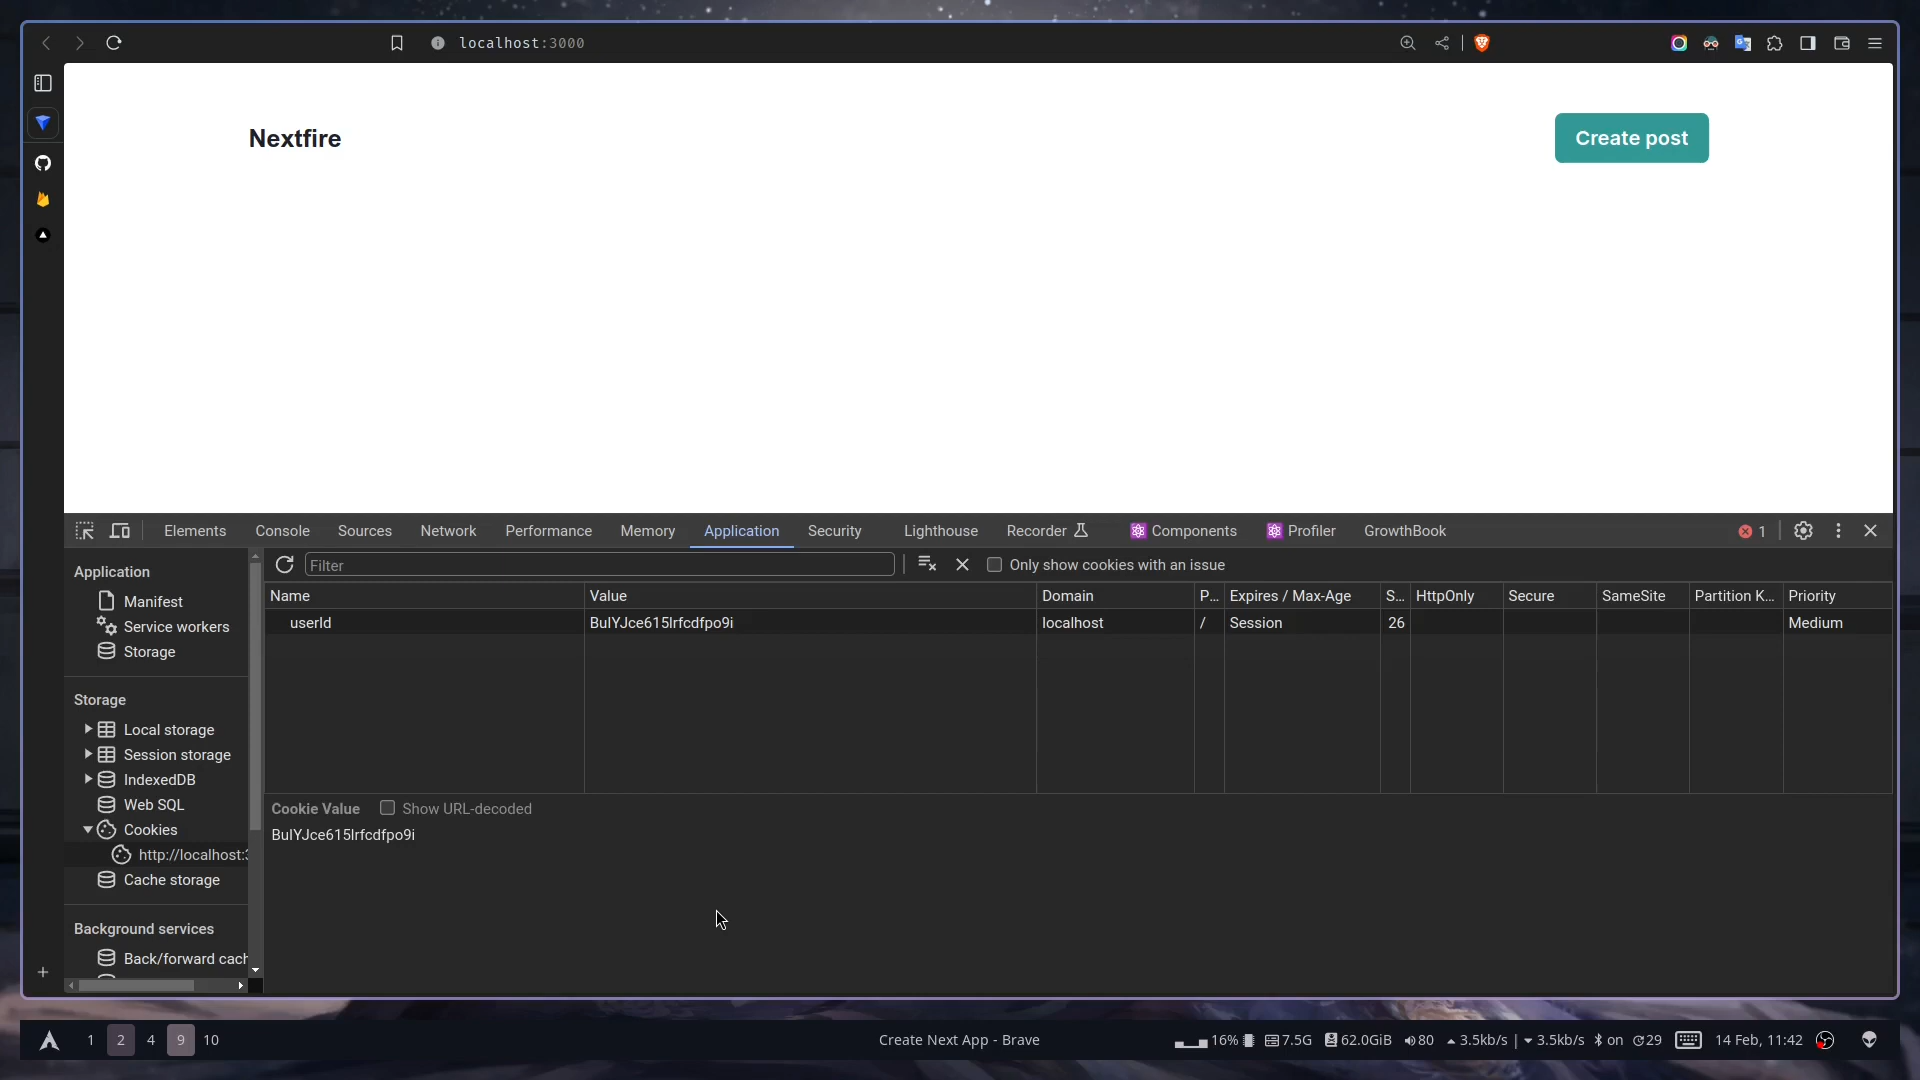 localhost:3000
Nextfire
Create post
Elements Console Sources Network Performance Memory Application Security Lighthouse Recorder Components Profiler GrowthBook 1
Application
Manifest
Service workers
Storage
Storage
Local storage
Session storage
IndexedDB
Web SQL
Cookies
http://localhost:3
Cache storage
Background services
Back/forward cach
Filter
Only show cookies with an issue
Name Value Domain P... Expires / Max-Age S... HttpOnly Secure SameSite Partition K... Priority
userId BulYJce615lrfcdfpo9i localhost / Session 26 Medium
Cookie Value Show URL-decoded
BulYJce615lrfcdfpo9i
1 2 4 9 10
Create Next App - Brave
16% 7.5G 62.0GiB 80 3.5kb/s | 3.5kb/s on 29 14 Feb, 11:42